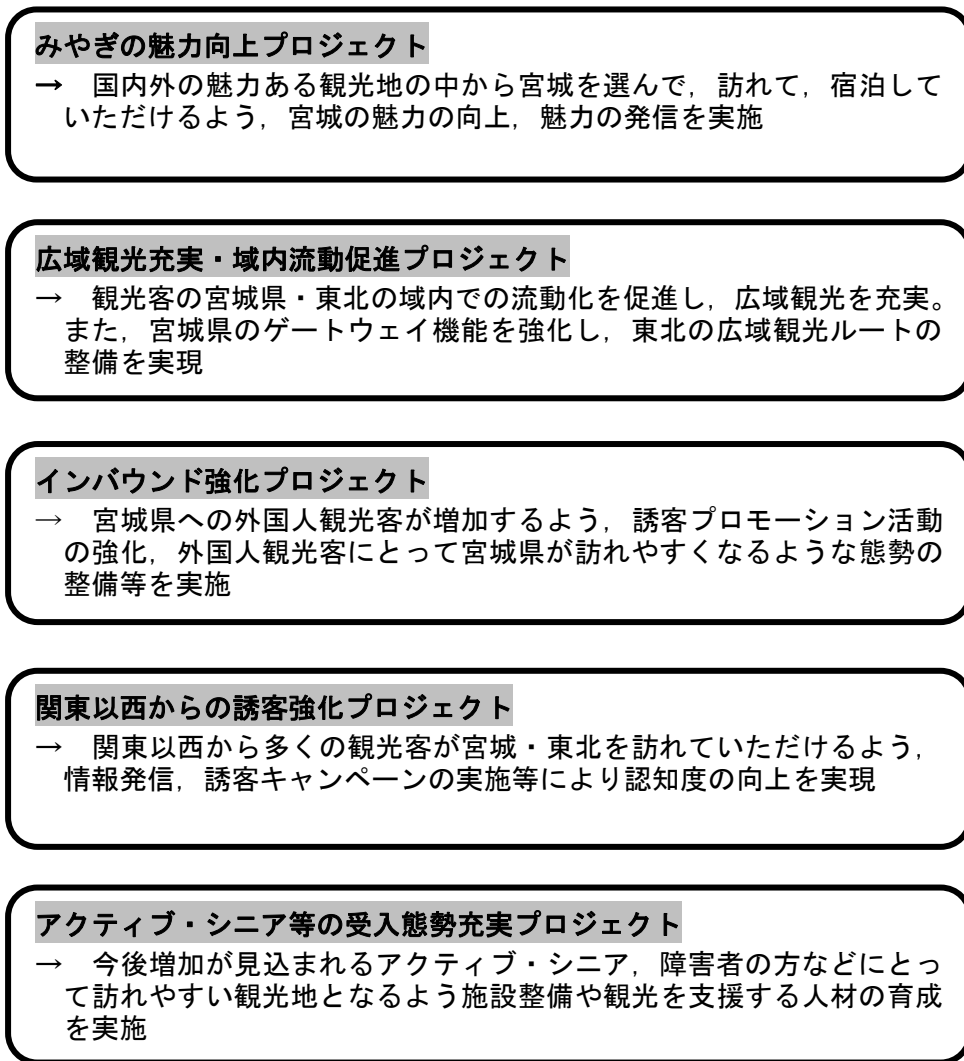 みやぎの魅力向上プロジェクト
→　国内外の魅力ある観光地の中から宮城を選んで，訪れて，宿泊して
いただけるよう，宮城の魅力の向上，魅力の発信を実施
広域観光充実・域内流動促進プロジェクト
→　観光客の宮城県・東北の域内での流動化を促進し，広域観光を充実。
また，宮城県のゲートウェイ機能を強化し，東北の広域観光ルートの
整備を実現
インバウンド強化プロジェクト
→　宮城県への外国人観光客が増加するよう，誘客プロモーション活動
の強化，外国人観光客にとって宮城県が訪れやすくなるような態勢の
整備等を実施
関東以西からの誘客強化プロジェクト
→　関東以西から多くの観光客が宮城・東北を訪れていただけるよう，
情報発信，誘客キャンペーンの実施等により認知度の向上を実現
アクティブ・シニア等の受入態勢充実プロジェクト
→　今後増加が見込まれるアクティブ・シニア，障害者の方などにとっ
て訪れやすい観光地となるよう施設整備や観光を支援する人材の育成
を実施